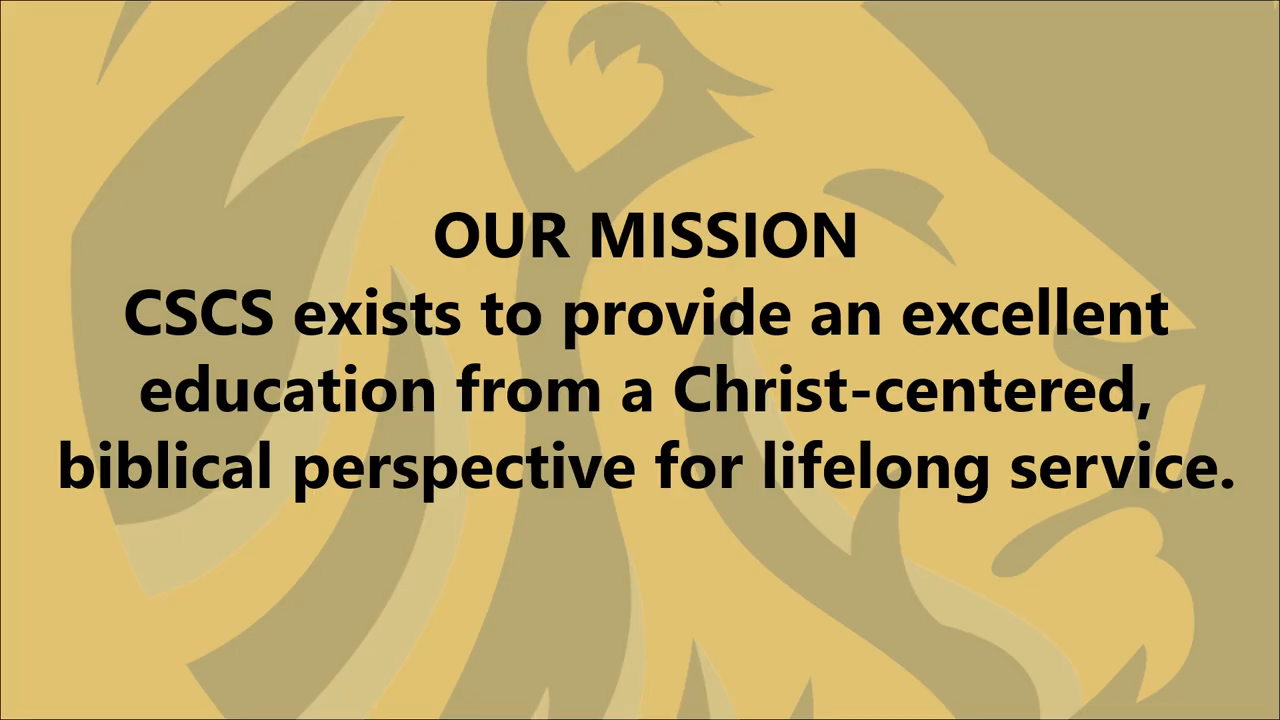 OUR MISSION
CSCS exists to provide an excellent
education from a Christ-centered,
biblical perspective for lifelong service.